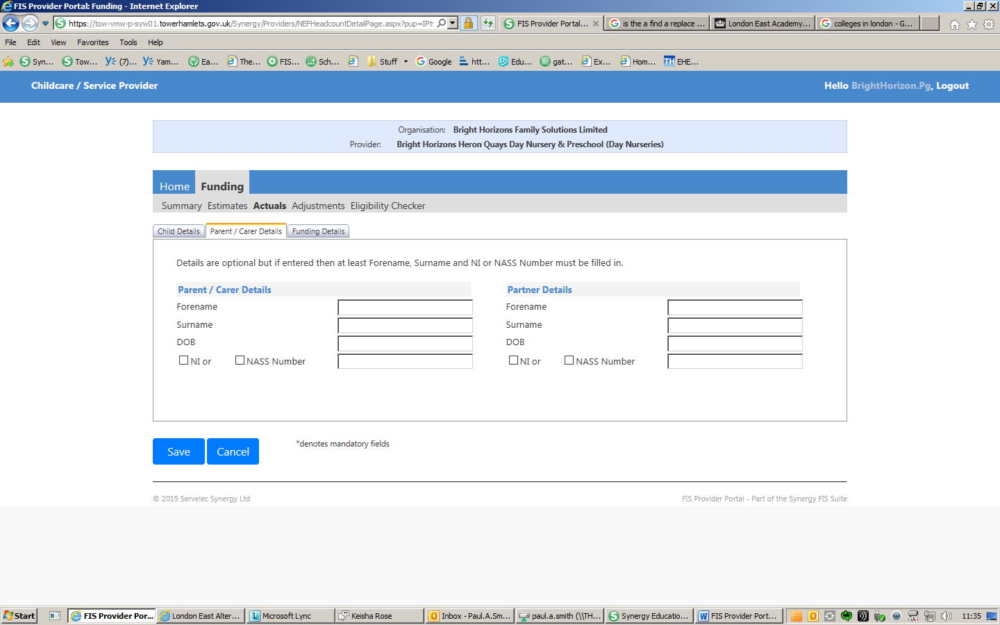 FIS Provider Portal: Funding - Internet Explorer
https://tow-vmw-p-syw01.towerhamlets.gov.uk/Synergy/Providers/NEFHeadcountDetailPage.aspx?pup=IPt
FIS Provider Portal...
is the a find a replace ...
London East Academy...
colleges in london - G...
File Edit View Favorites Tools Help
Syn... Tow... (7)... Yam... Ea... The... FIS... Sch... Stuff Google htt... Edu... gat... Ex... Hom... EHE...
Childcare / Service Provider
Hello BrightHorizon.Pg, Logout
Organisation: Bright Horizons Family Solutions Limited
Provider: Bright Horizons Heron Quays Day Nursery & Preschool (Day Nurseries)
Home Funding
Summary Estimates Actuals Adjustments Eligibility Checker
Child Details Parent / Carer Details Funding Details
Details are optional but if entered then at least Forename, Surname and NI or NASS Number must be filled in.
Parent / Carer Details
Forename
Surname
DOB
NI or NASS Number
Partner Details
Forename
Surname
DOB
NI or NASS Number
Save Cancel
*denotes mandatory fields
© 2019 Servelec Synergy Ltd
FIS Provider Portal - Part of the Synergy FIS Suite
Start FIS Provider Por... London East Alter... Microsoft Lync Keisha Rose Inbox - Paul.A.Sm... paul.a.smith (\\TH... Synergy Educatio... FIS Provider Port... 11:35